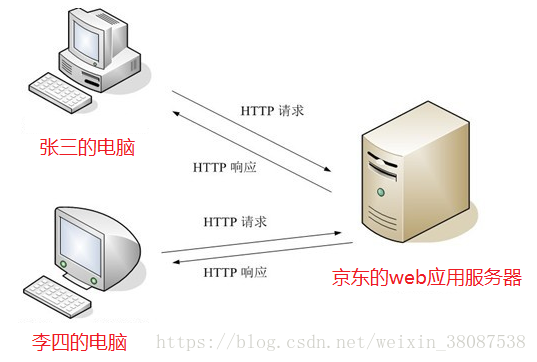 HTTP 请求
张三的电脑
HTTP 响应
HTTP 请求
HTTP 响应
京东的web应用服务器
李四的电脑
https://blog.csdn.net/weixin_38087538